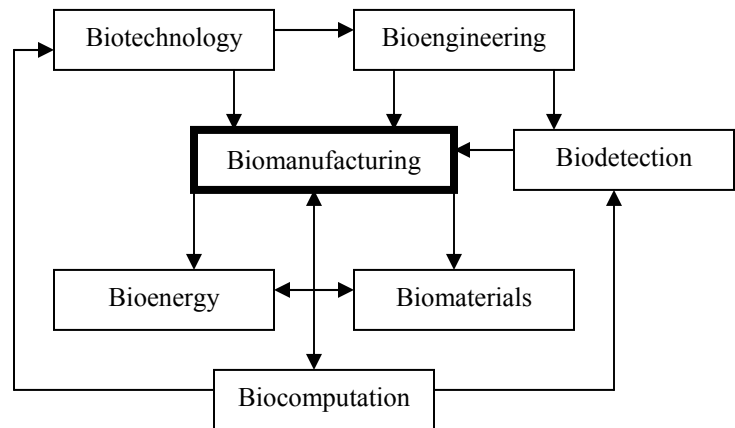 Biotechnology
Bioengineering
Biomanufacturing
Biodetection
Bioenergy
Biomaterials
Biocomputation